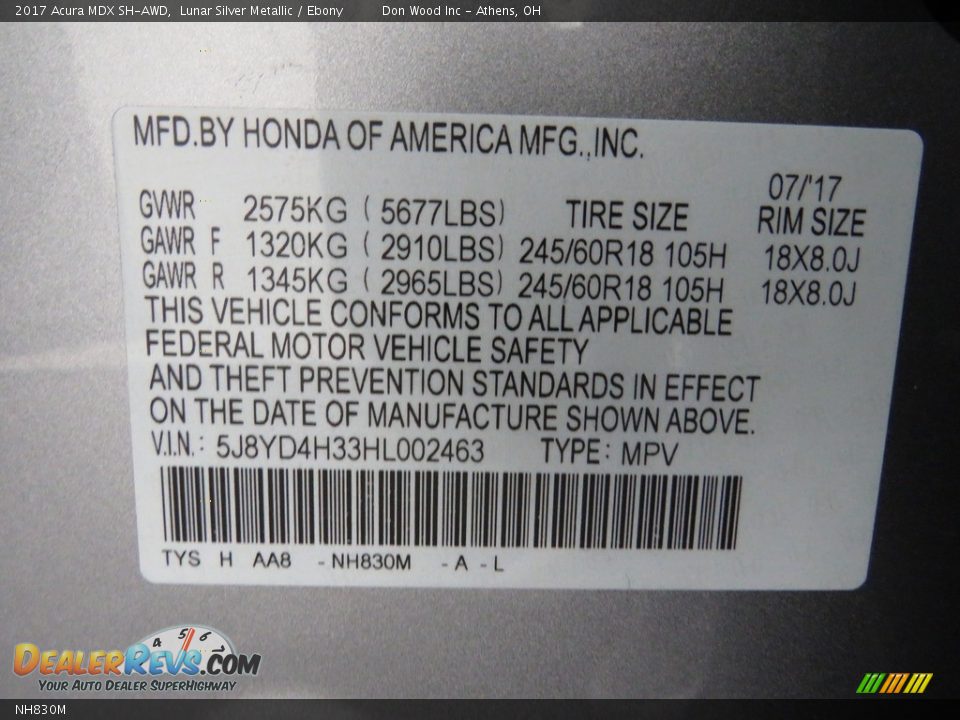 2017 Acura MDX SH-AWD,  Lunar Silver Metallic / Ebony        Don Wood Inc - Athens, OH
MFD.BY HONDA OF AMERICA MFG.,INC.
07/'17
GVWR 2575KG ( 5677LBS) TIRE SIZE RIM SIZE
GAWR F 1320KG ( 2910LBS) 245/60R18 105H 18X8.0J
GAWR R 1345KG ( 2965LBS) 245/60R18 105H 18X8.0J
THIS VEHICLE CONFORMS TO ALL APPLICABLE
FEDERAL MOTOR VEHICLE SAFETY
AND THEFT PREVENTION STANDARDS IN EFFECT
ON THE DATE OF MANUFACTURE SHOWN ABOVE.
V.I.N.: 5J8YD4H33HL002463 TYPE: MPV
TYS H AA8 -NH830M -A -L
4 5 6 7
DealerRevs.com
Your Auto Dealer SuperHighway
NH830M